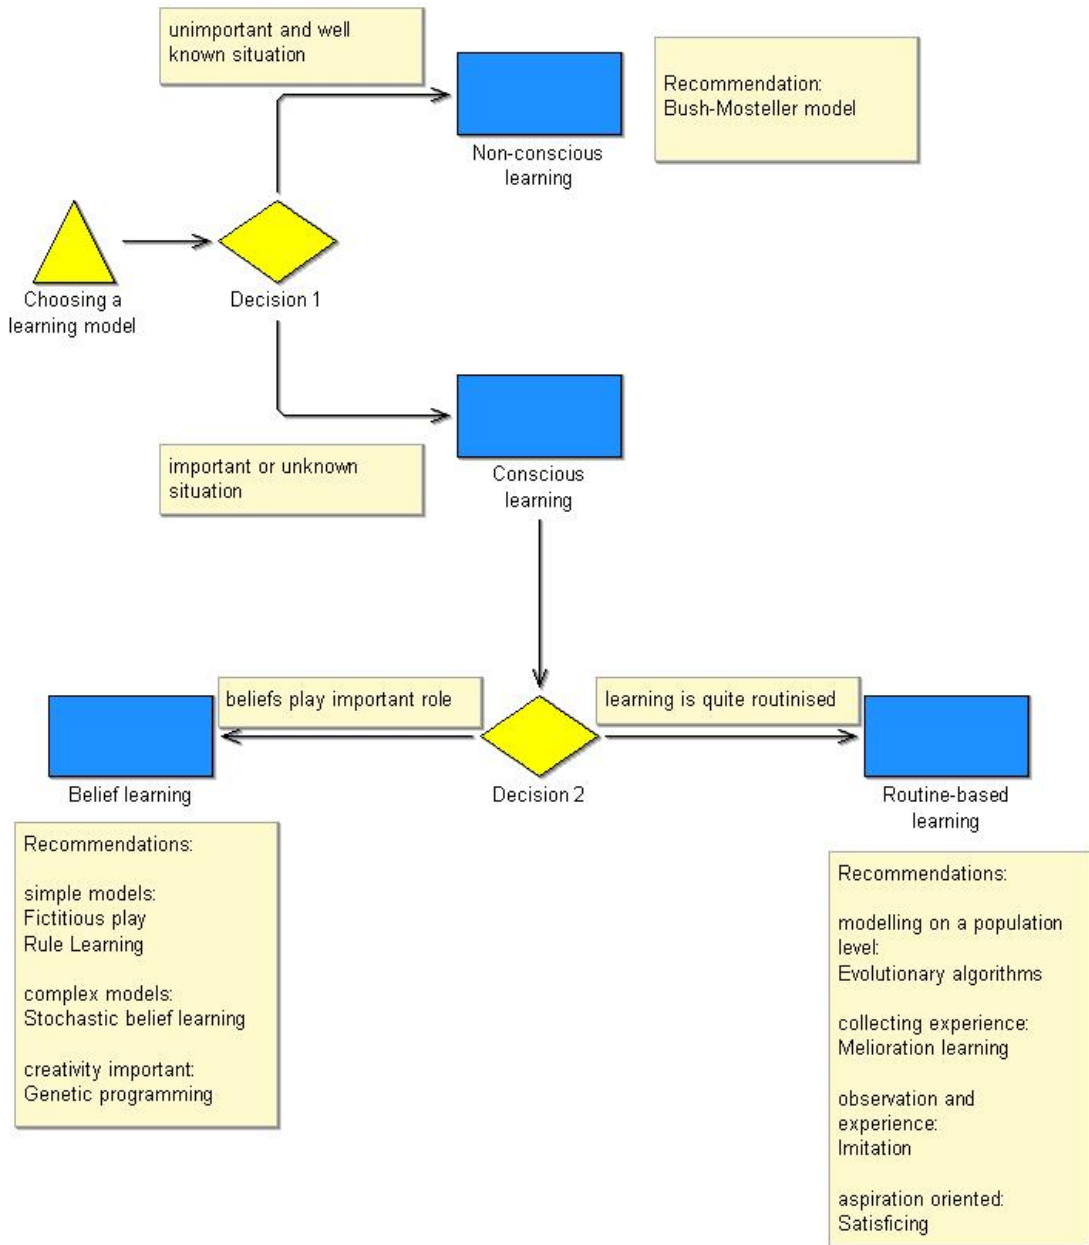 unimportant and well
known situation
Recommendation:
Bush-Mosteller model
Non-conscious
learning
Choosing a
learning model
Decision 1
important or unknown
situation
Conscious
learning
beliefs play important role
learning is quite routinised
Belief learning
Decision 2
Routine-based
learning
Recommendations:
simple models:
Fictitious play
Rule Learning
complex models:
Stochastic belief learning
creativity important:
Genetic programming
Recommendations:
modelling on a population
level:
Evolutionary algorithms
collecting experience:
Melioration learning
observation and
experience:
Imitation
aspiration oriented:
Satisficing